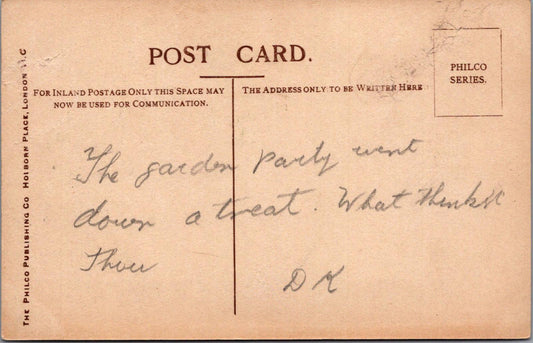 POST CARD.
FOR INLAND POSTAGE ONLY THIS SPACE MAY
NOW BE USED FOR COMMUNICATION.
THE ADDRESS ONLY TO BE WRITTEN HERE
PHILCO
SERIES.
THE PHILCO PUBLISHING CO HOLBORN PLACE, LONDON W.C
The garden party went
down a treat. What think'st
Thou
DK